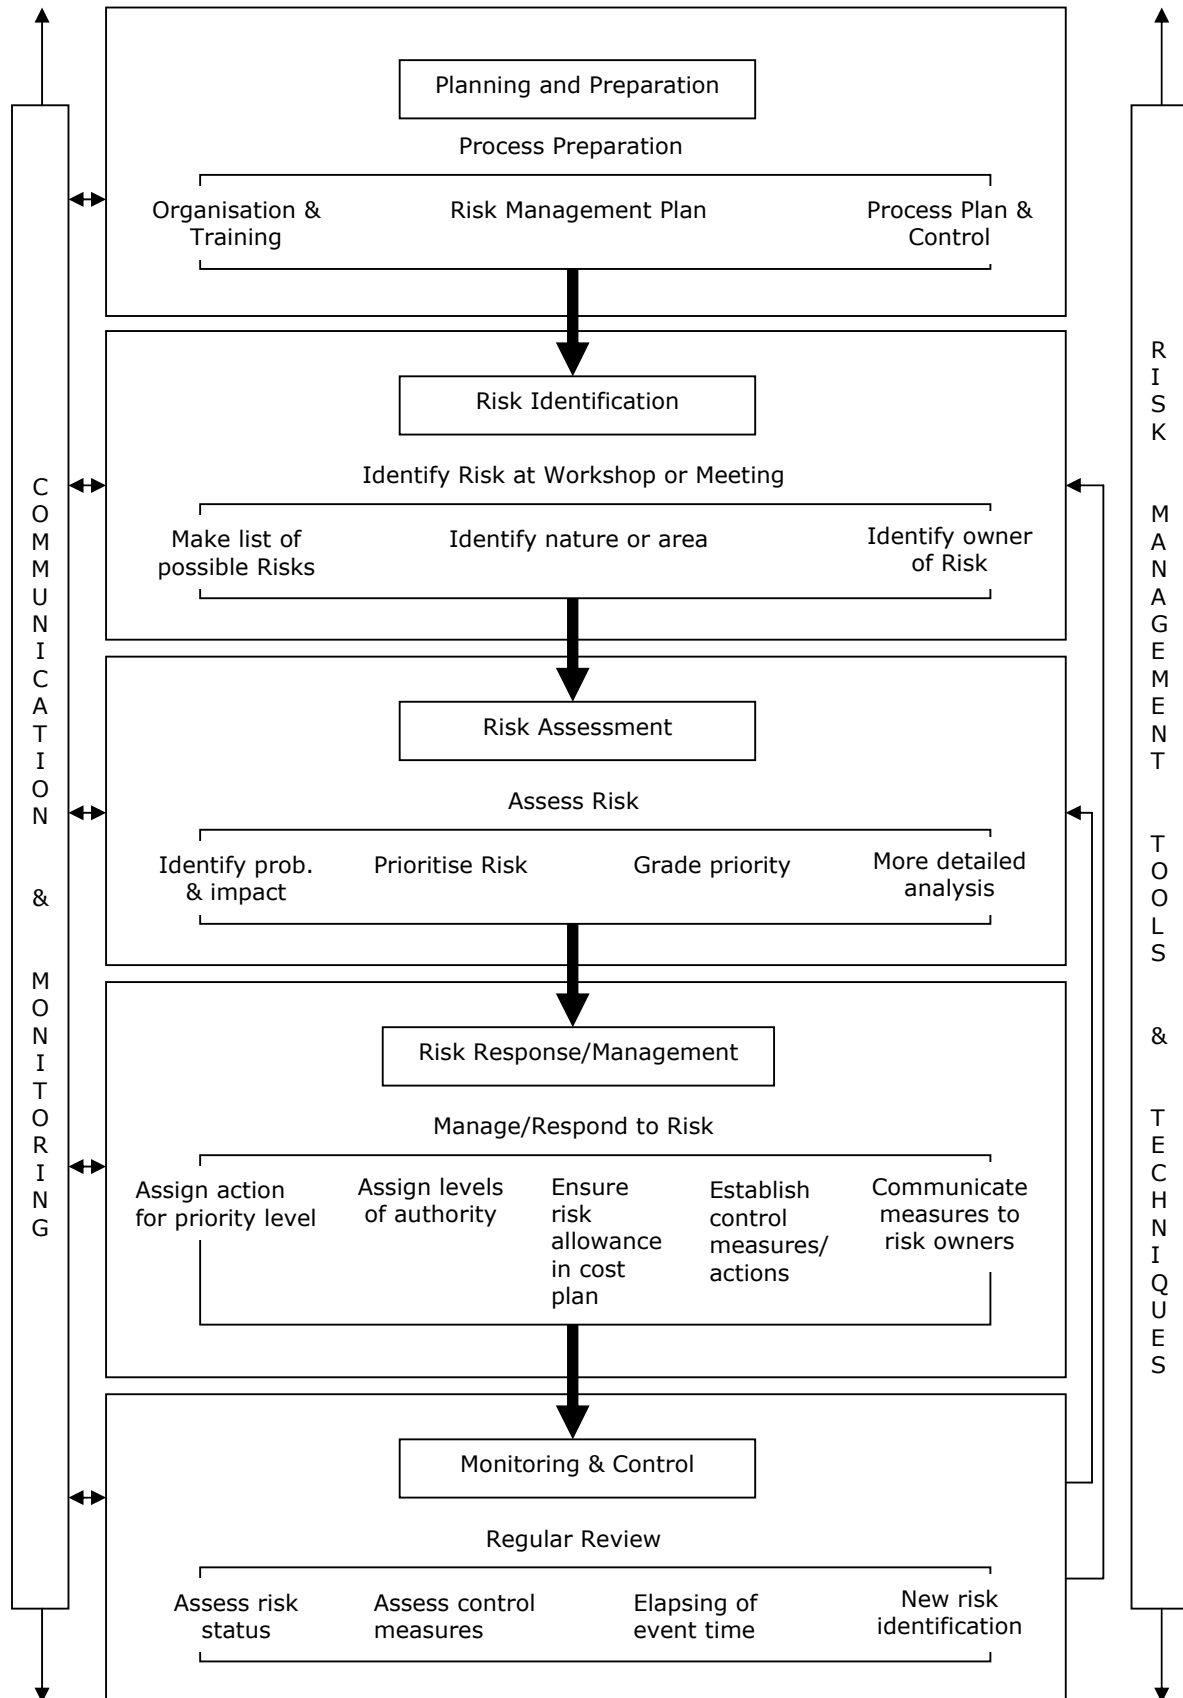 Planning and Preparation
Process Preparation
Organisation &
Training
Risk Management Plan
Process Plan &
Control
Risk Identification
Identify Risk at Workshop or Meeting
Make list of
possible Risks
Identify nature or area
Identify owner
of Risk
Risk Assessment
Assess Risk
Identify prob.
& impact
Prioritise Risk
Grade priority
More detailed
analysis
Risk Response/Management
Manage/Respond to Risk
Assign action
for priority level
Assign levels
of authority
Ensure
risk
allowance
in cost
plan
Establish
control
measures/
actions
Communicate
measures to
risk owners
Monitoring & Control
Regular Review
Assess risk
status
Assess control
measures
Elapsing of
event time
New risk
identification
COMMUNICATION & MONITORING
RISK MANAGEMENT TOOLS & TECHNIQUES